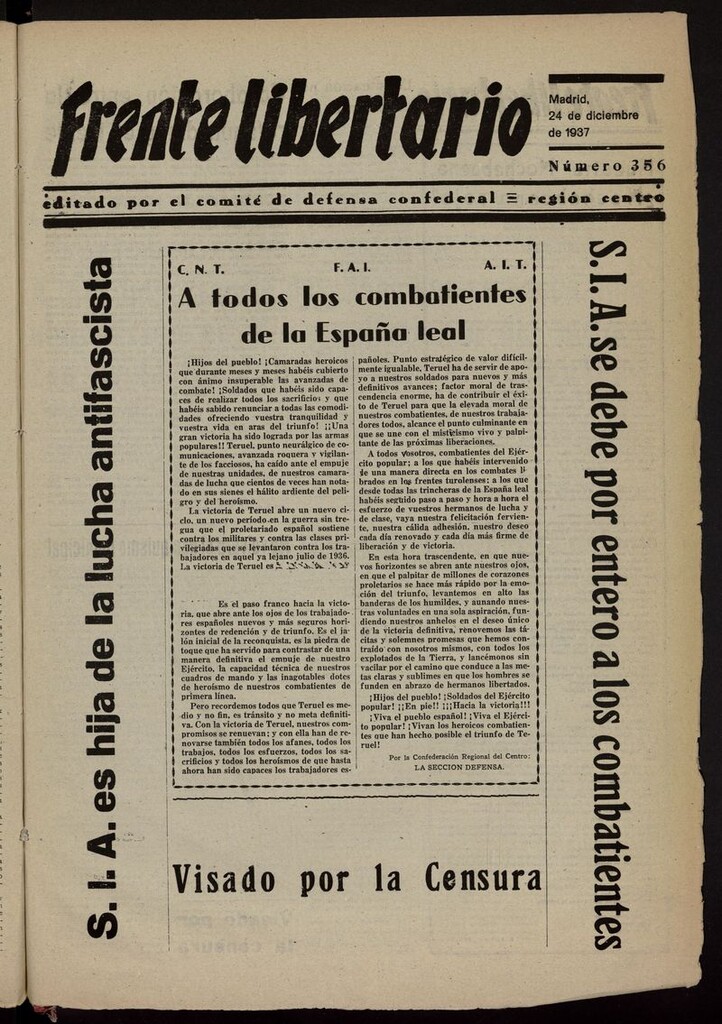 frente libertario
Madrid,
24 de diciembre
de 1937
Número 356
editado por el comité de defensa confederal = región centro
S. I. A. es hija de la lucha antifascista
C. N. T. F. A. I. A. I. T.
A todos los combatientes
de la España leal
¡Hijos del pueblo! ¡Camaradas heroicos
que durante meses y meses habéis cubierto
con ánimo insuperable las avanzadas de
combate! ¡Soldados que habéis sido capa-
ces de realizar todos los sacrificios y que
habéis sabido renunciar a todas las comodi-
dades ofreciendo vuestra tranquilidad y
vuestra vida en aras del triunfo! ¡¡Una
gran victoria ha sido lograda por las armas
populares!! Teruel, punto neurálgico de co-
municaciones, avanzada roquera y vigilan-
te de los facciosos, ha caído ante el empuje
de nuestras unidades, de nuestros camara-
das de lucha que cientos de veces han nota-
do en sus sienes el hálito ardiente del peli-
gro y del heroísmo.
La victoria de Teruel abre un nuevo ci-
clo, un nuevo período en la guerra sin tre-
gua que el proletariado español sostiene
contra los militares y contra las clases pri-
vilegiadas que se levantaron contra los tra-
bajadores en aquel ya lejano julio de 1936.
La victoria de Teruel es
Es el paso franco hacia la victo-
ria, que abre ante los ojos de los trabajado-
res españoles nuevos y más seguros hori-
zontes de redención y de triunfo. Es el ja-
lón inicial de la reconquista, es la piedra de
toque que ha servido para contrastar de una
manera definitiva el empuje de nuestro
Ejército, la capacidad técnica de nuestros
cuadros de mando y las inagotables dotes
de heroísmo de nuestros combatientes de
primera línea.
Pero recordemos todos que Teruel es me-
dio y no fin, es tránsito y no meta definiti-
va. Con la victoria de Teruel, nuestros com-
promisos se renuevan; y con ella han de re-
novarse también todos los afanes, todos los
trabajos, todos los esfuerzos, todos los sa-
crificios y todos los heroísmos de que hasta
ahora han sido capaces los trabajadores es-
pañoles. Punto estratégico de valor difícil-
mente igualable, Teruel ha de servir de apo-
yo a nuestros soldados para nuevos y más
definitivos avances; factor moral de tras-
cendencia enorme, ha de contribuir el éxi-
to de Teruel para que la elevada moral de
nuestros combatientes, de nuestros trabaja-
dores todos, alcance el punto culminante en
que se une con el misticismo vivo y palpi-
tante de las próximas liberaciones.
A todos vosotros, combatientes del Ejér-
cito popular; a los que habéis intervenido
de una manera directa en los combates li-
brados en los frentes turolenses; a los que
desde todas las trincheras de la España leal
habéis seguido paso a paso y hora a hora el
esfuerzo de vuestros hermanos de lucha y
de clase, vaya nuestra felicitación fervien-
te, nuestra cálida adhesión, nuestro deseo
cada día renovado y cada día más firme de
liberación y de victoria.
En esta hora trascendente, en que nue-
vos horizontes se abren ante nuestros ojos,
en que el palpitar de millones de corazones
proletarios se hace más rápido por la emo-
ción del triunfo, levantemos en alto las
banderas de los humildes, y aunando nues-
tras voluntades en una sola aspiración, fun-
diendo nuestros anhelos en el deseo único
de la victoria definitiva, renovemos las tá-
citas y solemnes promesas que hemos con-
traído con nosotros mismos, con todos los
explotados de la Tierra, y lancémonos sin
vacilar por el camino que conduce a las me-
tas claras y sublimes en que los hombres se
funden en abrazo de hermanos libertados.
¡Hijos del pueblo! ¡Soldados del Ejército
popular! ¡¡En pie!! ¡¡¡Hacia la victoria!!!
¡Viva el pueblo español! ¡Viva el Ejérci-
to popular! ¡Vivan los heroicos combatien-
tes que han hecho posible el triunfo de Te-
ruel!
Por la Confederación Regional del Centro:
LA SECCION DEFENSA.
S. I. A. se debe por entero a los combatientes
Visado por la Censura